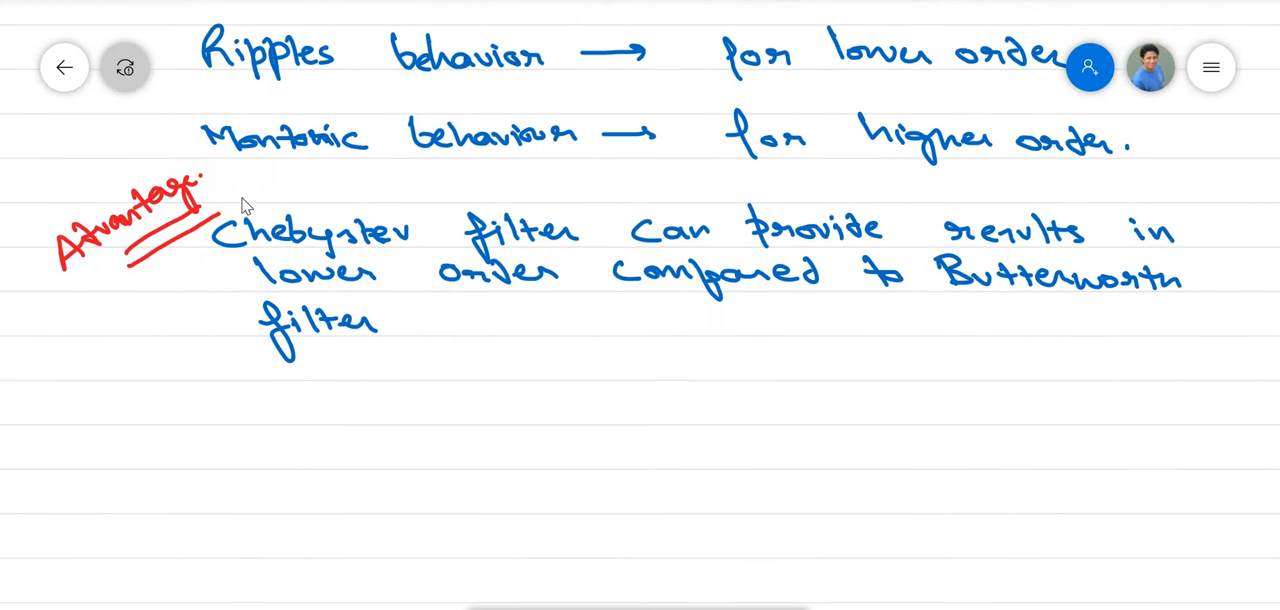 Ripples behavior → for lower order
Montonic behaviour → for higher order.
Advantage.
Chebyster filter can provide results in
lower order compared to Butterworth
filter